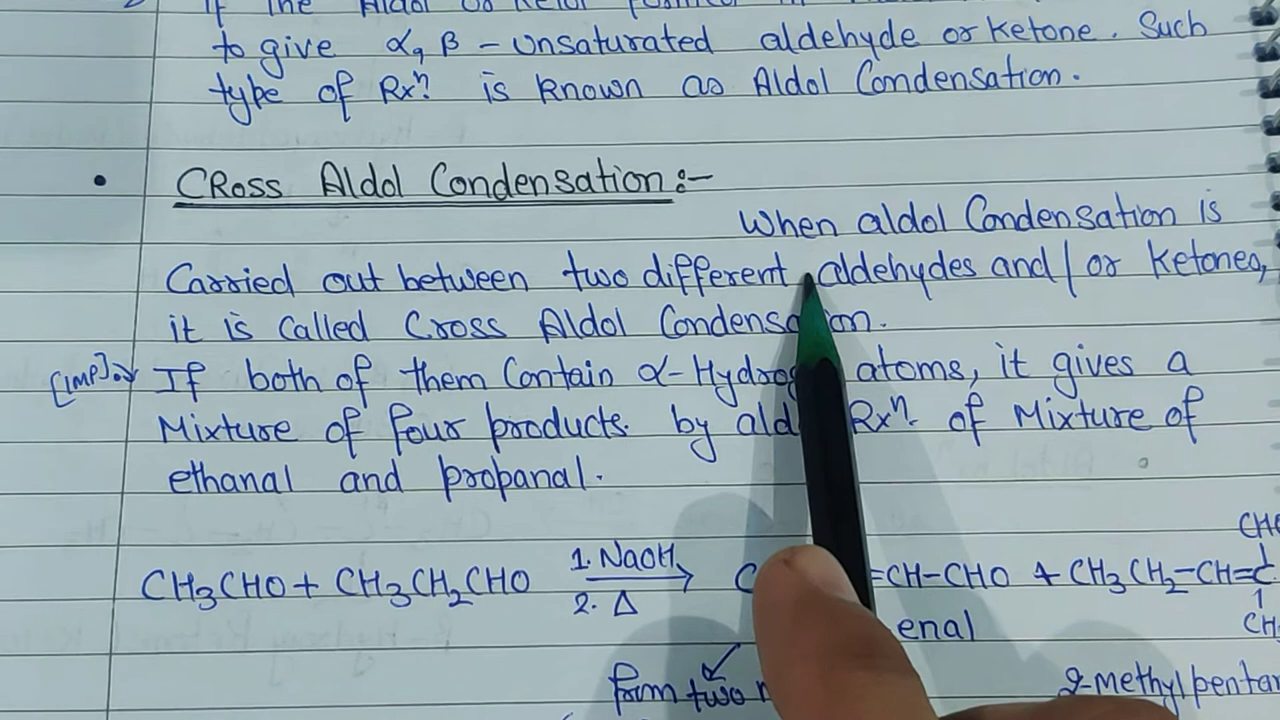 to give α, β - Unsaturated aldehyde or Ketone. Such
type of Rxⁿ. is known as Aldol Condensation.
• CRoss Aldol Condensation :-
When aldol Condensation is
Carried out between two different aldehydes and / or Ketones,
it is Called Cross Aldol
[IMP]. If both of them Contain α-Hydrog atoms, it gives a
Mixture of four products. by ald Rxⁿ. of Mixture of
ethanal and propanal.
CH₃CHO + CH₃CH₂CHO 1. NaOH 2. Δ → C =CH-CHO + CH₃CH₂-CH=C
CH
enal
from two 2-methylpentan